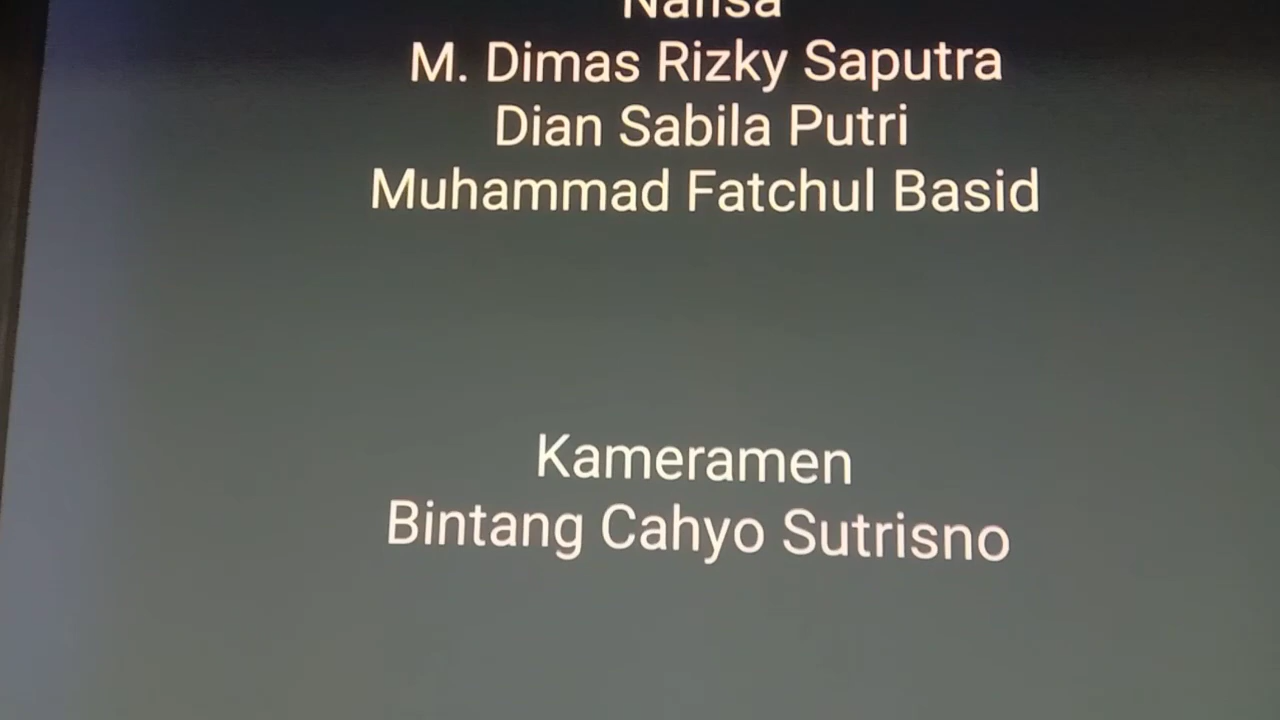 M. Dimas Rizky Saputra
Dian Sabila Putri
Muhammad Fatchul Basid
Kameramen
Bintang Cahyo Sutrisno